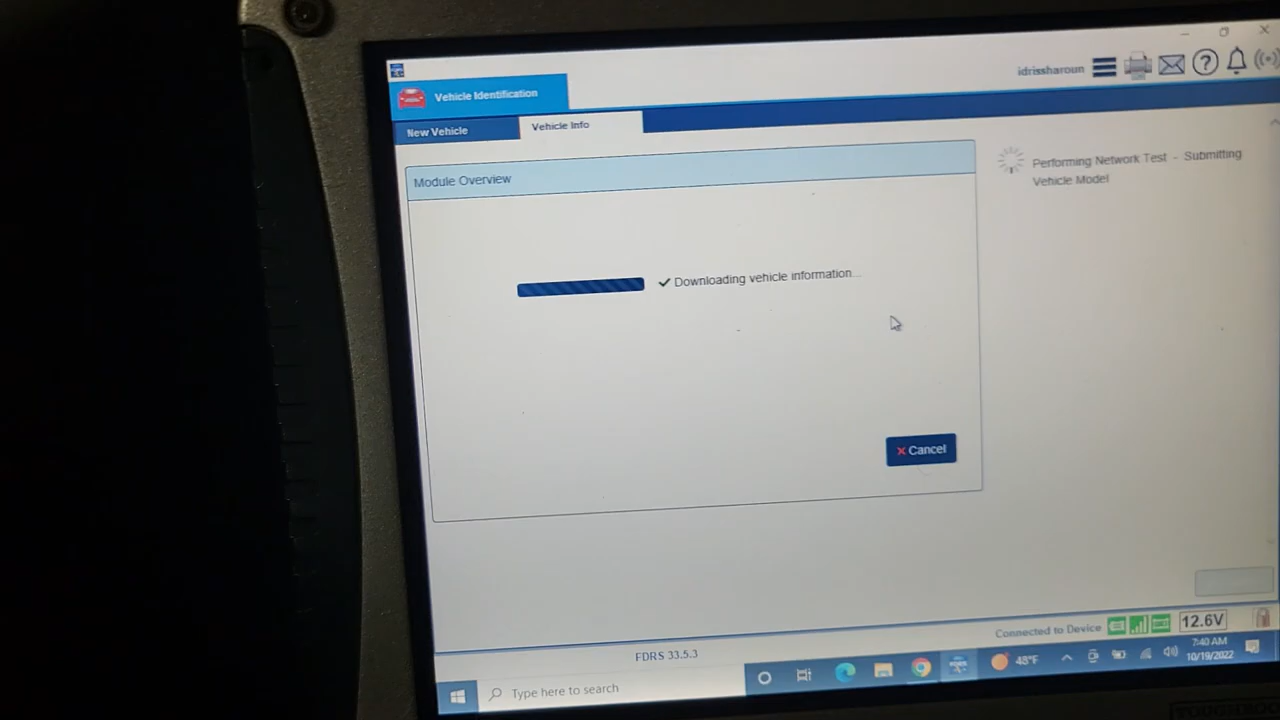 idrissharoun
Vehicle Identification
New Vehicle
Vehicle Info
Module Overview
Performing Network Test - Submitting
Vehicle Model
Downloading vehicle information...
Cancel
Connected to Device
12.6V
FDRS 33.5.3
Type here to search
48°F
7:40 AM
10/19/2022